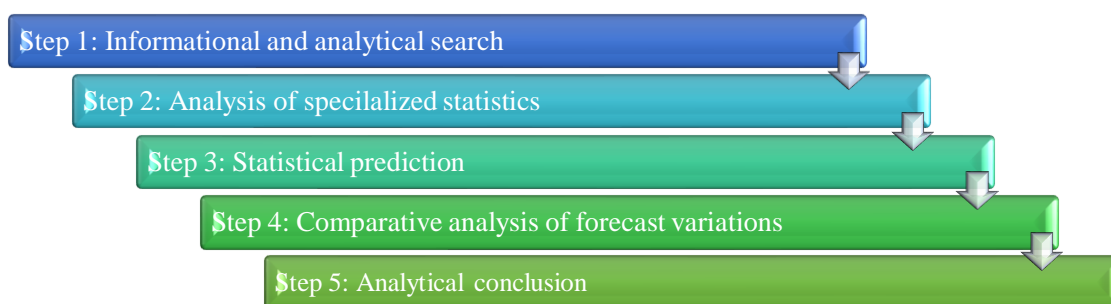 Step 1: Informational and analytical search
Step 2: Analysis of specilalized statistics
Step 3: Statistical prediction
Step 4: Comparative analysis of forecast variations
Step 5: Analytical conclusion